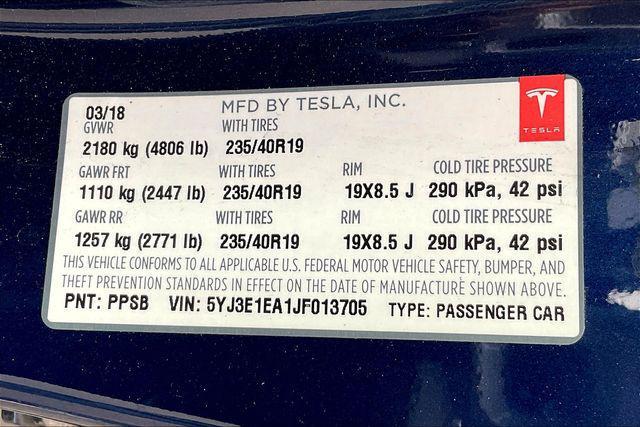 03/18 MFD BY TESLA, INC.
TESLA
GVWR WITH TIRES
2180 kg (4806 lb) 235/40R19
GAWR FRT WITH TIRES RIM COLD TIRE PRESSURE
1110 kg (2447 lb) 235/40R19 19X8.5 J 290 kPa, 42 psi
GAWR RR WITH TIRES RIM COLD TIRE PRESSURE
1257 kg (2771 lb) 235/40R19 19X8.5 J 290 kPa, 42 psi
THIS VEHICLE CONFORMS TO ALL APPLICABLE U.S. FEDERAL MOTOR VEHICLE SAFETY, BUMPER, AND
THEFT PREVENTION STANDARDS IN EFFECT ON THE DATE OF MANUFACTURE SHOWN ABOVE.
PNT: PPSB VIN: 5YJ3E1EA1JF013705 TYPE: PASSENGER CAR